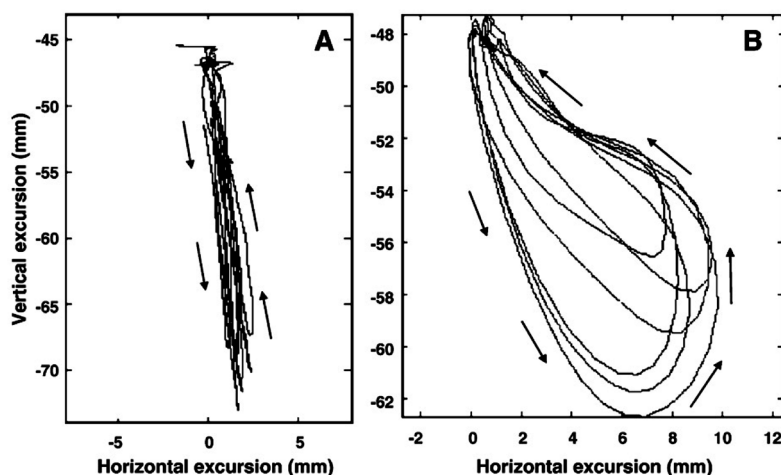 A
B
Vertical excursion (mm)
-45
-50
-55
-60
-65
-70
-5 0 5
Horizontal excursion (mm)
-48
-50
-52
-54
-56
-58
-60
-62
-2 0 2 4 6 8 10 12
Horizontal excursion (mm)